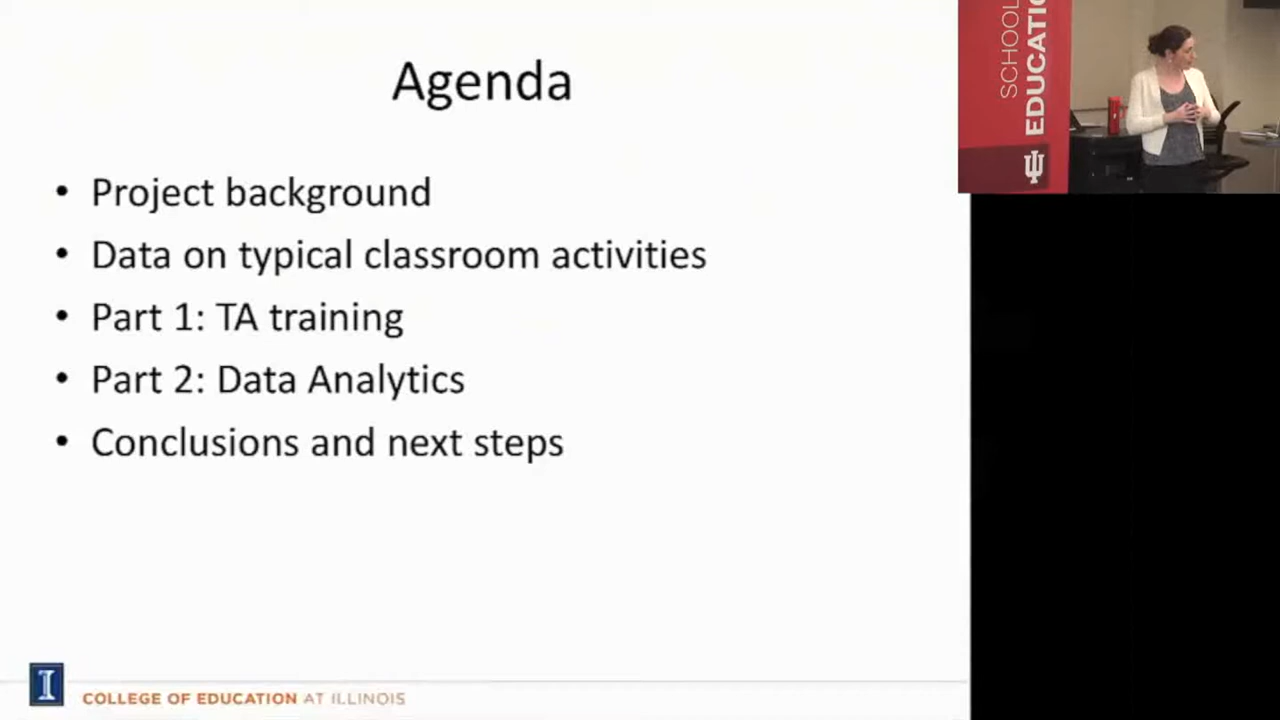 Agenda
• Project background
• Data on typical classroom activities
• Part 1: TA training
• Part 2: Data Analytics
• Conclusions and next steps
I
COLLEGE OF EDUCATION AT ILLINOIS
SCHOOL